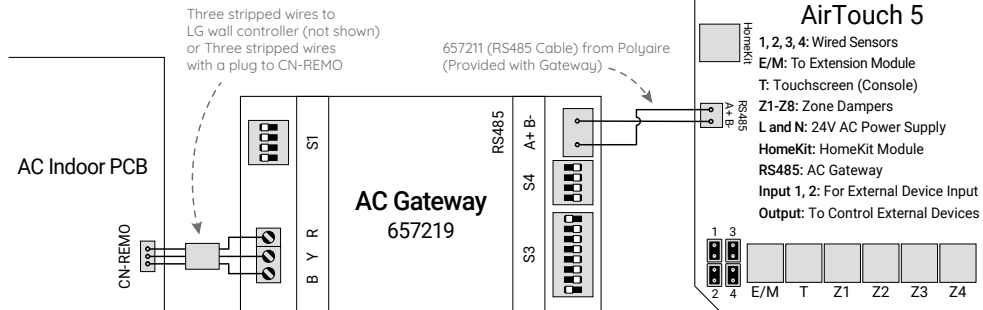 Three stripped wires to
LG wall controller (not shown)
or Three stripped wires
with a plug to CN-REMO
657211 (RS485 Cable) from Polyaire
(Provided with Gateway)
AirTouch 5
1, 2, 3, 4: Wired Sensors
E/M: To Extension Module
T: Touchscreen (Console)
Z1-Z8: Zone Dampers
L and N: 24V AC Power Supply
HomeKit: HomeKit Module
RS485: AC Gateway
Input 1, 2: For External Device Input
Output: To Control External Devices
HomeKit
RS485
A+ B-
AC Indoor PCB
CN-REMO
S1
R
Y
B
AC Gateway
657219
RS485
A+ B-
S4
S3
1 3
2 4
E/M T Z1 Z2 Z3 Z4